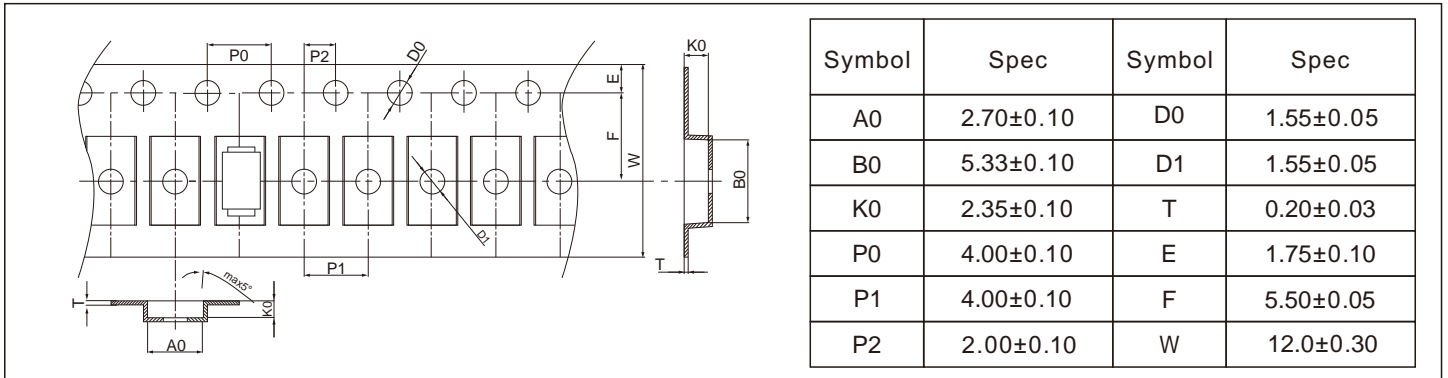 P0 P2 D0 E
F
W
D1
P1
max5°
T
K0
A0
K0
B0
T
Symbol Spec Symbol Spec
A0 2.70±0.10 D0 1.55±0.05
B0 5.33±0.10 D1 1.55±0.05
K0 2.35±0.10 T 0.20±0.03
P0 4.00±0.10 E 1.75±0.10
P1 4.00±0.10 F 5.50±0.05
P2 2.00±0.10 W 12.0±0.30